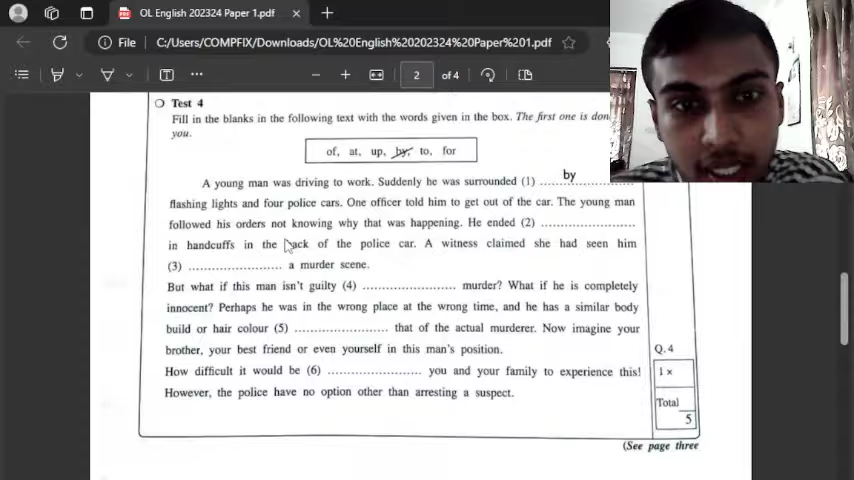 OL English 202324 Paper 1.pdf
File C:/Users/COMPFIX/Downloads/OL%20English%20202324%20Paper%201.pdf
2 of 4
Test 4
Fill in the blanks in the following text with the words given in the box. The first one is don
you.
of, at, up, by, to, for
by
A young man was driving to work. Suddenly he was surrounded (1) ........................
flashing lights and four police cars. One officer told him to get out of the car. The young man
followed his orders not knowing why that was happening. He ended (2) ........................
in handcuffs in the back of the police car. A witness claimed she had seen him
(3) ........................ a murder scene.
But what if this man isn't guilty (4) ........................ murder? What if he is completely
innocent? Perhaps he was in the wrong place at the wrong time, and he has a similar body
build or hair colour (5) ........................ that of the actual murderer. Now imagine your
brother, your best friend or even yourself in this man's position.
How difficult it would be (6) ........................ you and your family to experience this!
However, the police have no option other than arresting a suspect.
Q.4
1 ×
Total
5
(See page three